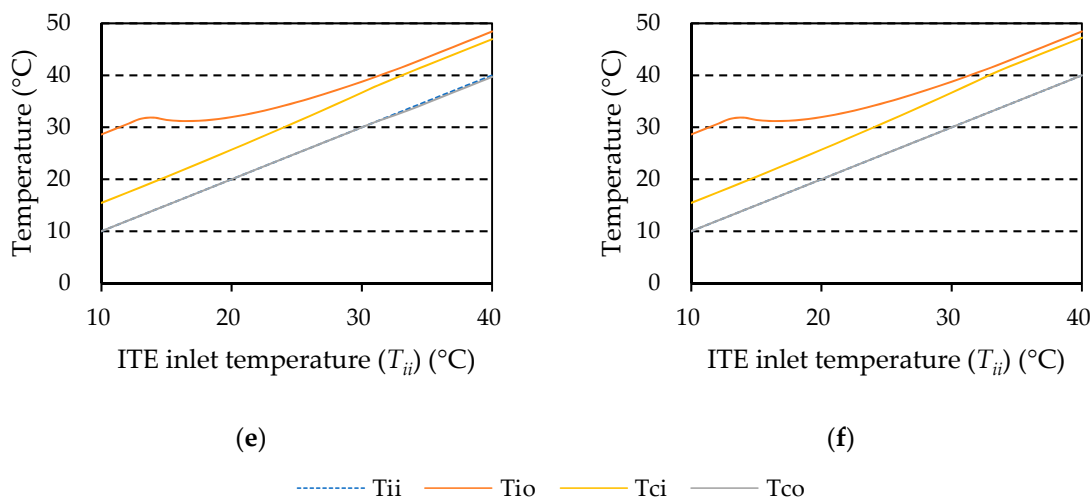 50
40
30
20
10
0
Temperature (°C)
10 20 30 40
ITE inlet temperature (Tii) (°C)
(e)
50
40
30
20
10
0
Temperature (°C)
10 20 30 40
ITE inlet temperature (Tii) (°C)
(f)
Tii Tio Tci Tco